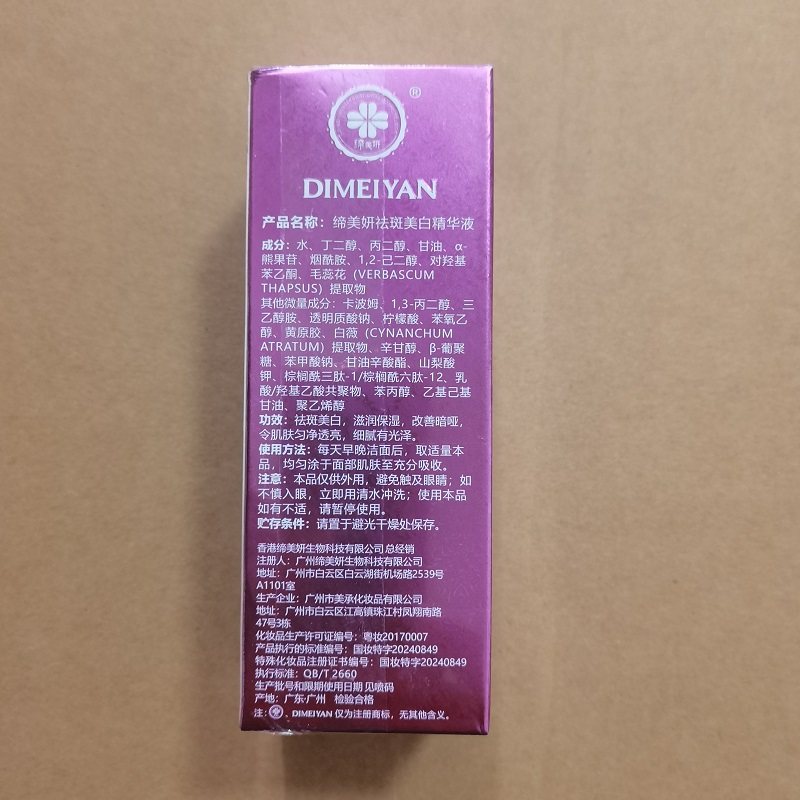 缔美妍
®
DIMEIYAN
产品名称：缔美妍祛斑美白精华液
成分：水、丁二醇、丙二醇、甘油、α-
熊果苷、烟酰胺、1,2-己二醇、对羟基
苯乙酮、毛蕊花（VERBASCUM
THAPSUS）提取物
其他微量成分：卡波姆、1,3-丙二醇、三
乙醇胺、透明质酸钠、柠檬酸、苯氧乙
醇、黄原胶、白薇（CYNANCHUM
ATRATUM）提取物、辛甘醇、β-葡聚
糖、苯甲酸钠、甘油辛酸酯、山梨酸
钾、棕榈酰三肽-1/棕榈酰六肽-12、乳
酸/羟基乙酸共聚物、苯丙醇、乙基己基
甘油、聚乙烯醇
功效：祛斑美白，滋润保湿，改善暗哑，
令肌肤匀净透亮，细腻有光泽。
使用方法：每天早晚洁面后，取适量本
品，均匀涂于面部肌肤至充分吸收。
注意：本品仅供外用，避免触及眼睛；如
不慎入眼，立即用清水冲洗；使用本品
如有不适，请暂停使用。
贮存条件：请置于避光干燥处保存。
香港缔美妍生物科技有限公司 总经销
注册人：广州缔美妍生物科技有限公司
地址：广州市白云区白云湖街机场路2539号
A1101室
生产企业：广州市美承化妆品有限公司
地址：广州市白云区江高镇珠江村凤翔南路
47号3栋
化妆品生产许可证编号：粤妆20170007
产品执行的标准编号：国妆特字20240849
特殊化妆品注册证书编号：国妆特字20240849
执行标准：QB/T 2660
生产批号和限期使用日期 见喷码
产地：广东·广州 检验合格
注：、DIMEIYAN 仅为注册商标，无其他含义。